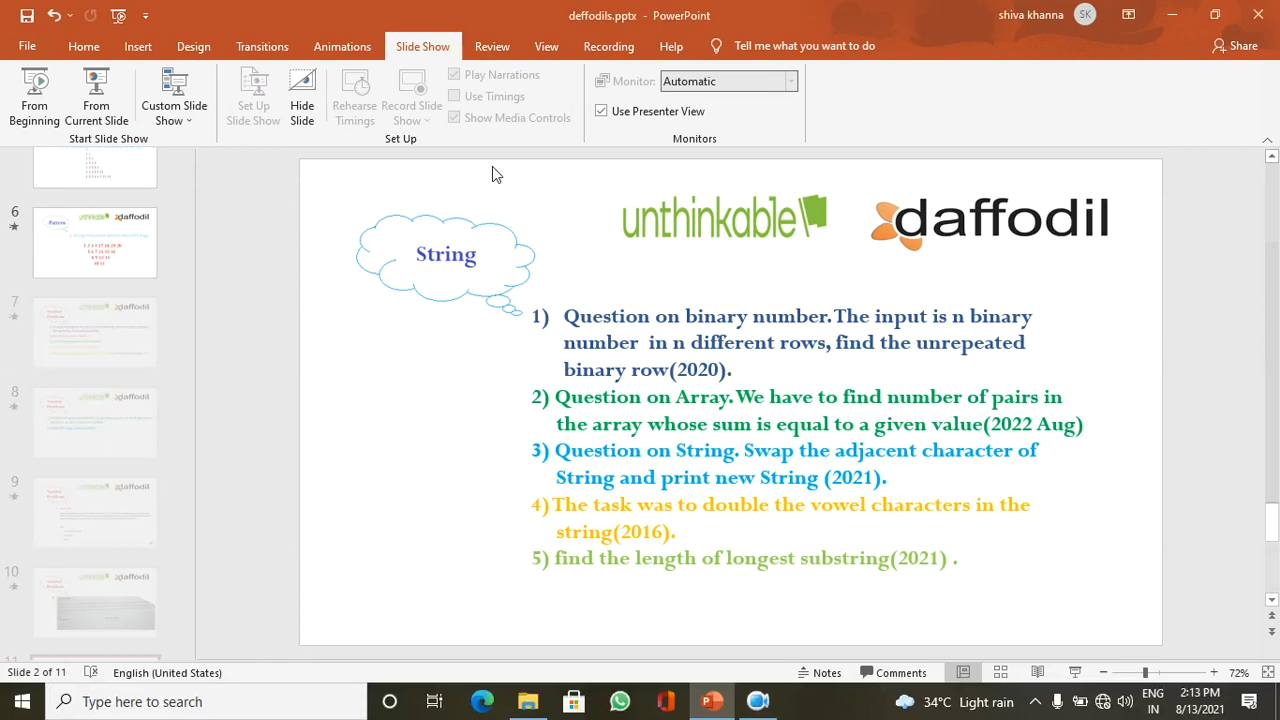 deffodils.pptx - PowerPoint
shiva khanna
SK
File
Home
Insert
Design
Transitions
Animations
Slide Show
Review
View
Recording
Help
Tell me what you want to do
Share
From Beginning
From Current Slide
Custom Slide Show
Start Slide Show
Set Up Slide Show
Hide Slide
Rehearse Timings
Record Slide Show
Play Narrations
Use Timings
Show Media Controls
Set Up
Monitor:
Automatic
Use Presenter View
Monitors
6
7
8
9
10
11
daffodil
unthinkable
daffodil
String
1) Question on binary number. The input is n binary
number in n different rows, find the unrepeated
binary row(2020).
2) Question on Array. We have to find number of pairs in
the array whose sum is equal to a given value(2022 Aug)
3) Question on String. Swap the adjacent character of
String and print new String (2021).
4) The task was to double the vowel characters in the
string(2016).
5) find the length of longest substring(2021) .
Slide 2 of 11
English (United States)
Notes
Comments
72%
Type here to search
34°C Light rain
ENG
IN
2:13 PM
8/13/2021